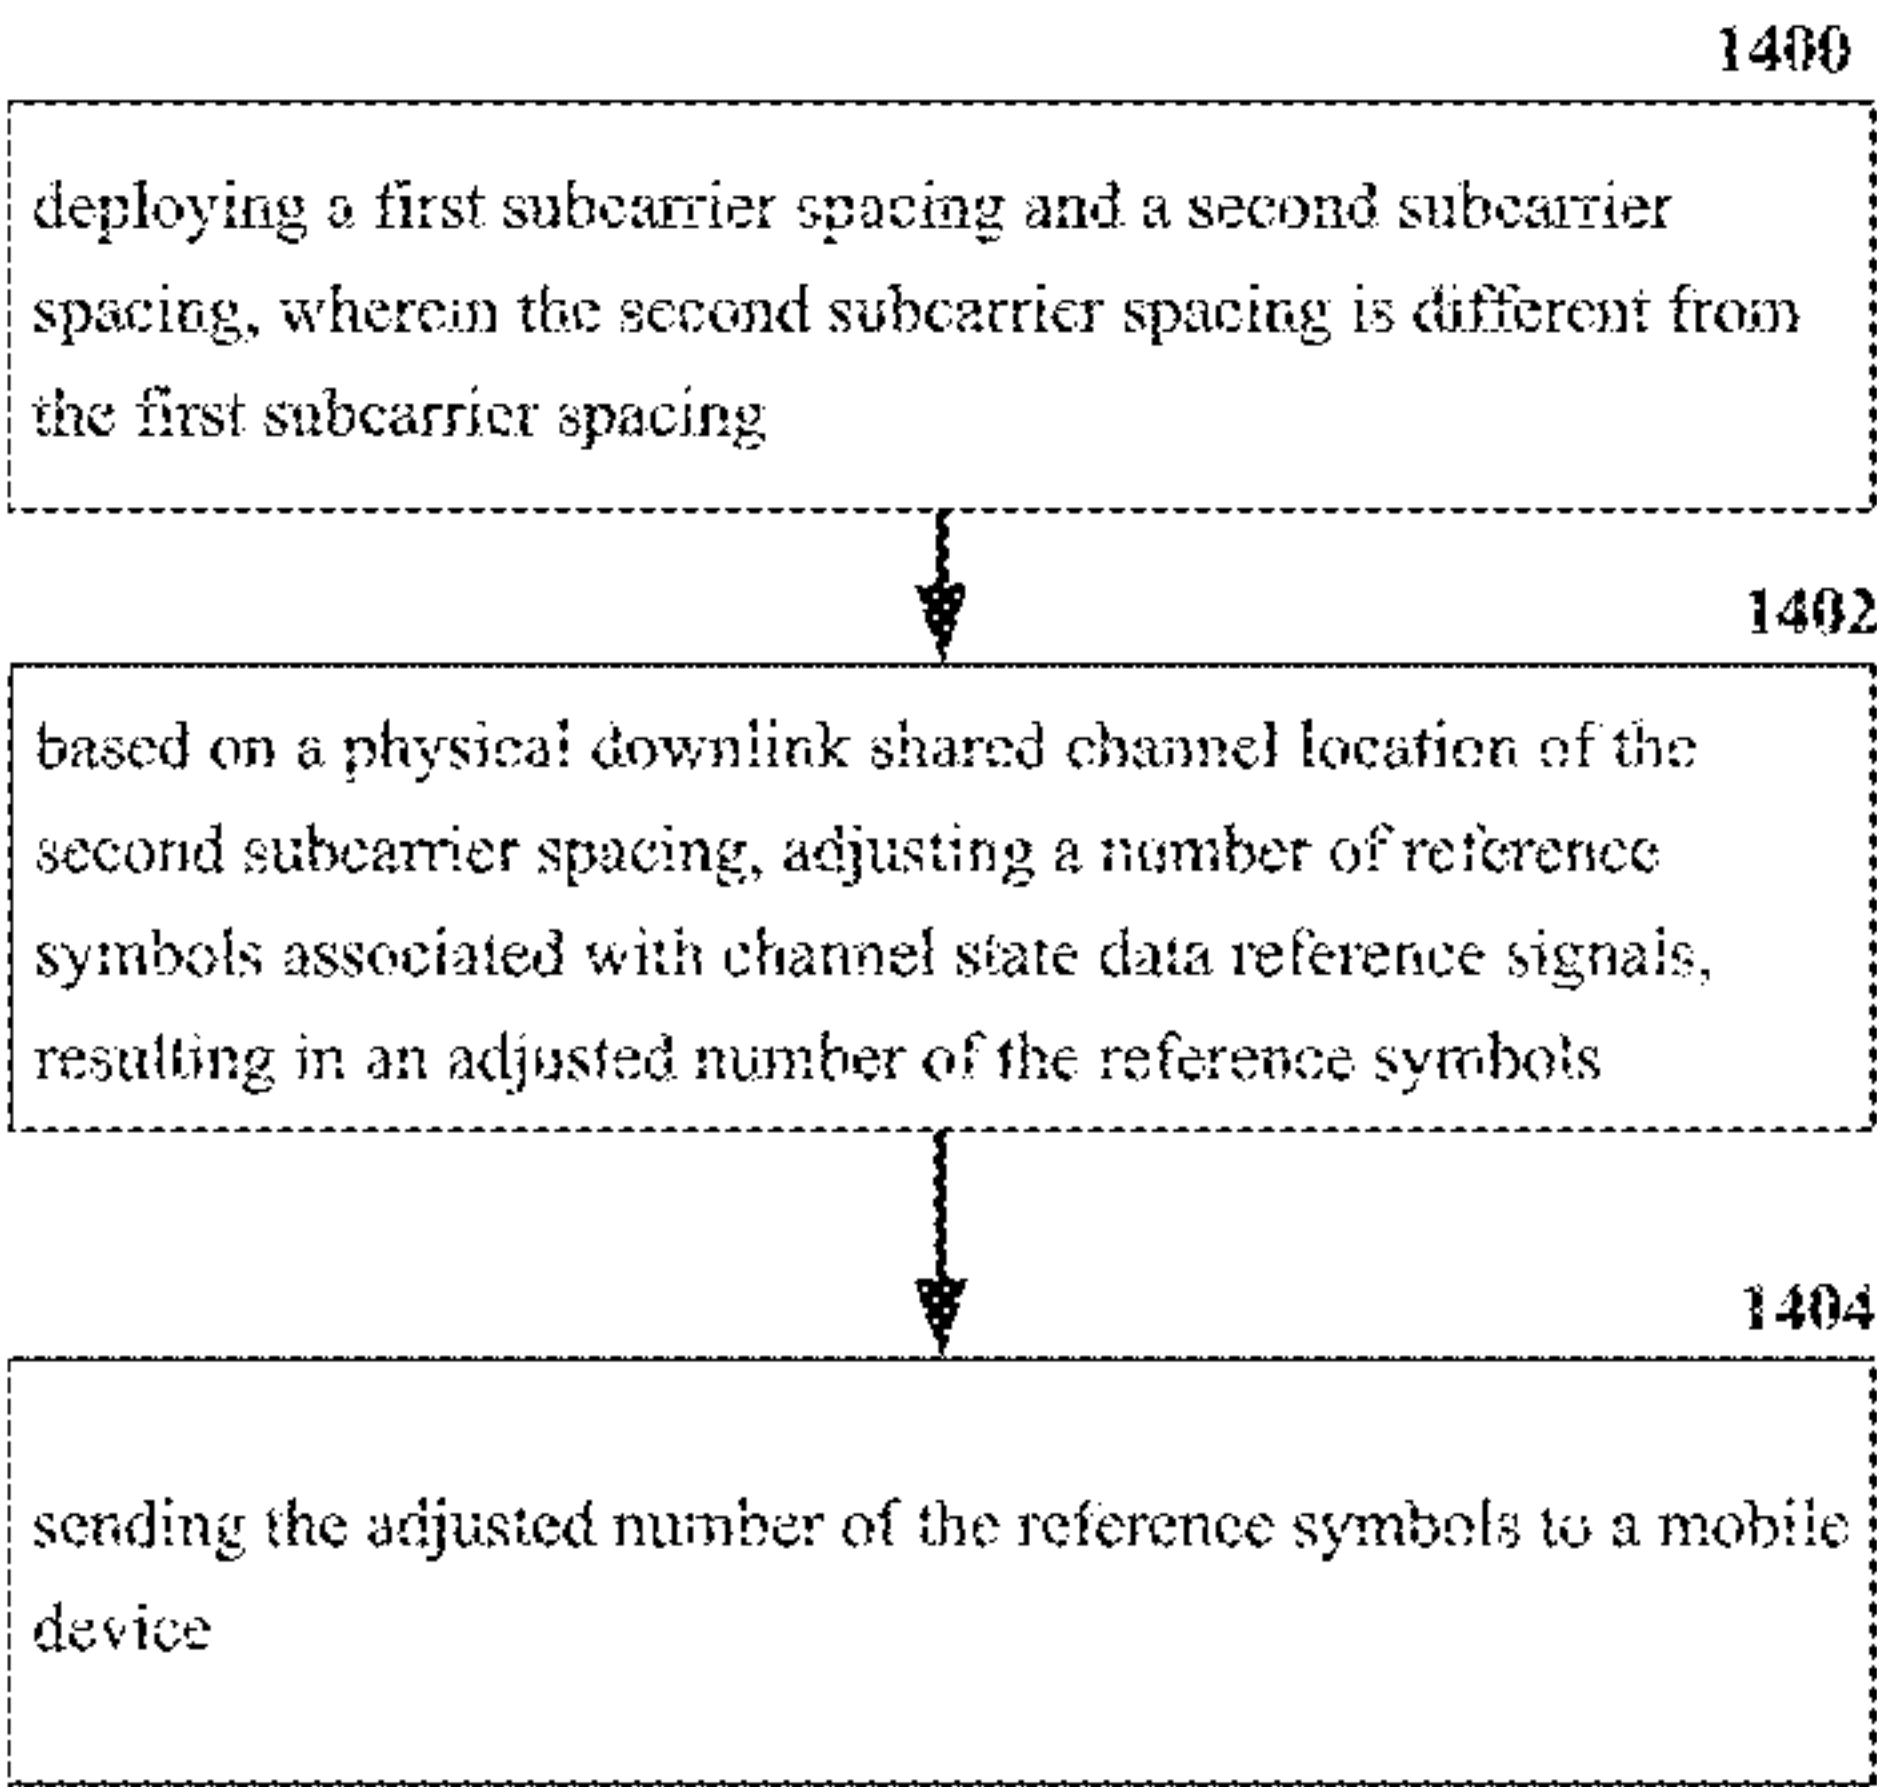 1400
deploying a first subcarrier spacing and a second subcarrier
spacing, wherein the second subcarrier spacing is different from
the first subcarrier spacing
1402
based on a physical downlink shared channel location of the
second subcarrier spacing, adjusting a number of reference
symbols associated with channel state data reference signals,
resulting in an adjusted number of the reference symbols
1404
sending the adjusted number of the reference symbols to a mobile
device